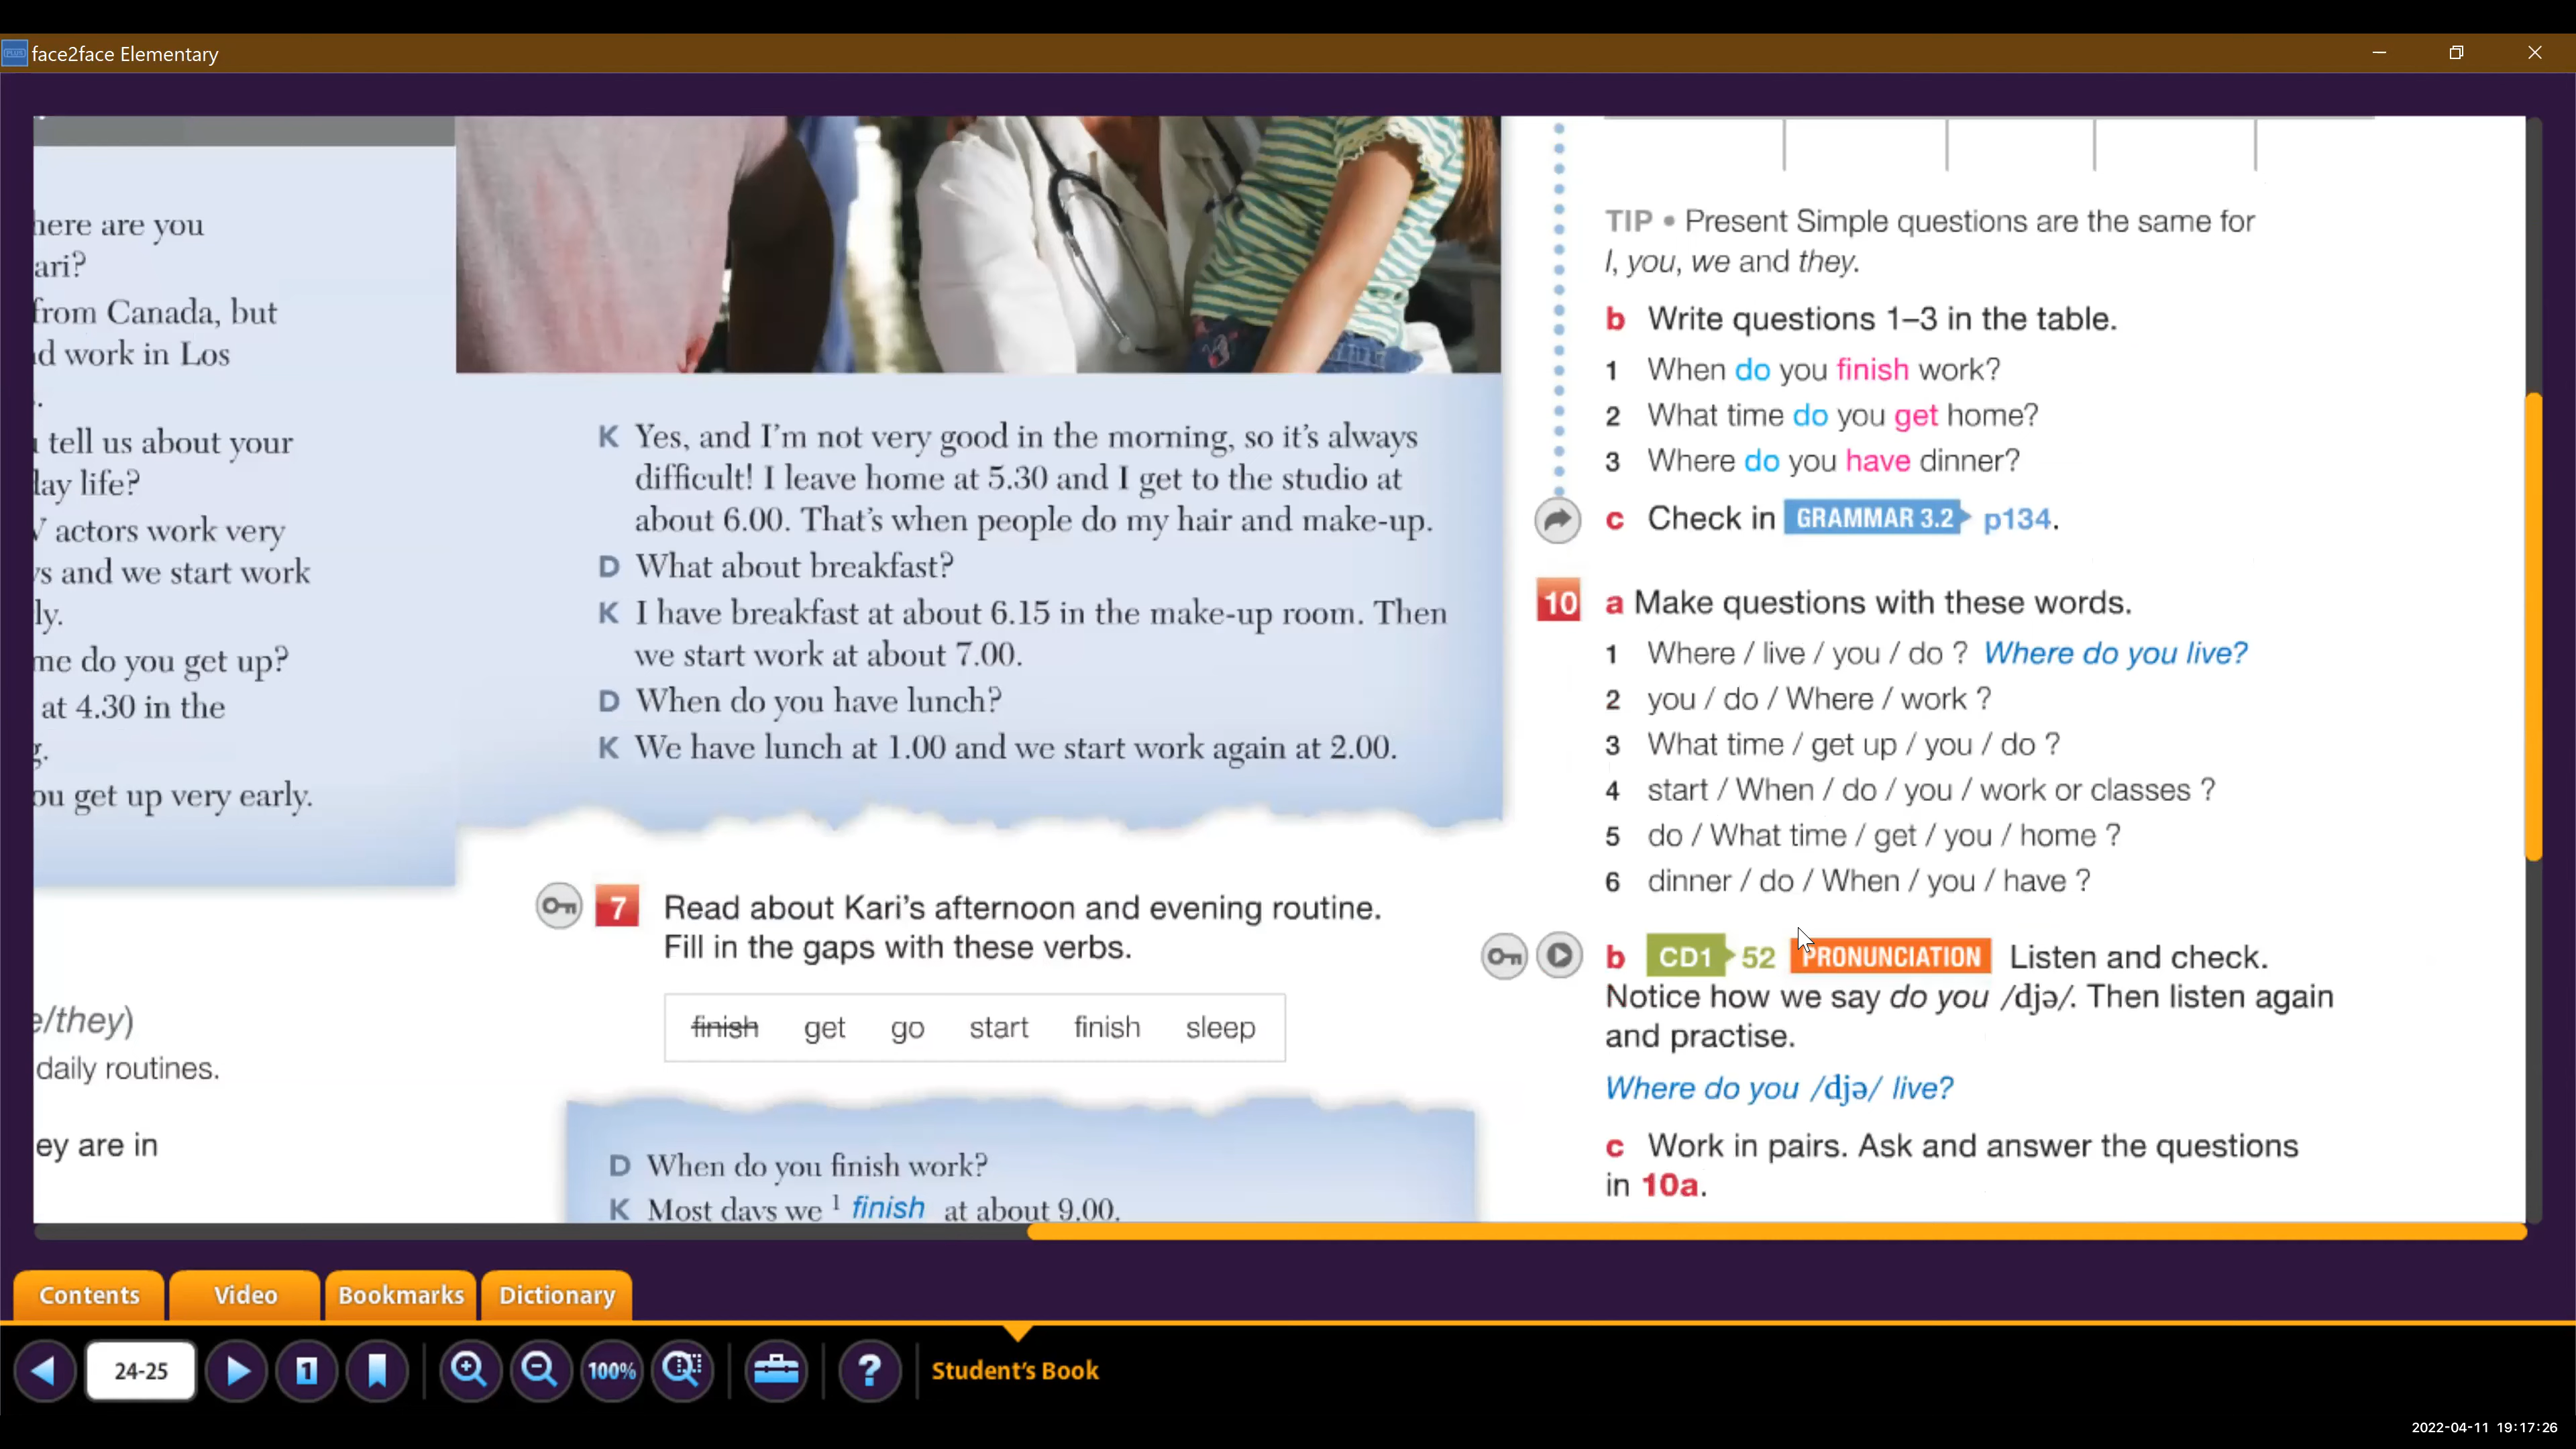 face2face Elementary
here are you
ari?
from Canada, but
d work in Los
.
tell us about your
day life?
V actors work very
ys and we start work
ly.
me do you get up?
at 4.30 in the
g.
ou get up very early.
e/they)
daily routines.
ey are in
K Yes, and I'm not very good in the morning, so it's always
difficult! I leave home at 5.30 and I get to the studio at
about 6.00. That's when people do my hair and make-up.
D What about breakfast?
K I have breakfast at about 6.15 in the make-up room. Then
we start work at about 7.00.
D When do you have lunch?
K We have lunch at 1.00 and we start work again at 2.00.
7 Read about Kari's afternoon and evening routine.
Fill in the gaps with these verbs.
finish get go start finish sleep
D When do you finish work?
K Most days we 1 finish at about 9.00.
TIP • Present Simple questions are the same for
I, you, we and they.
b Write questions 1–3 in the table.
1 When do you finish work?
2 What time do you get home?
3 Where do you have dinner?
c Check in GRAMMAR 3.2 p134.
10 a Make questions with these words.
1 Where / live / you / do ? Where do you live?
2 you / do / Where / work ?
3 What time / get up / you / do ?
4 start / When / do / you / work or classes ?
5 do / What time / get / you / home ?
6 dinner / do / When / you / have ?
b CD1 52 PRONUNCIATION Listen and check.
Notice how we say do you /djə/. Then listen again
and practise.
Where do you /djə/ live?
c Work in pairs. Ask and answer the questions
in 10a.
Contents Video Bookmarks Dictionary
24-25 1 100% ? Student's Book
2022-04-11 19:17:26